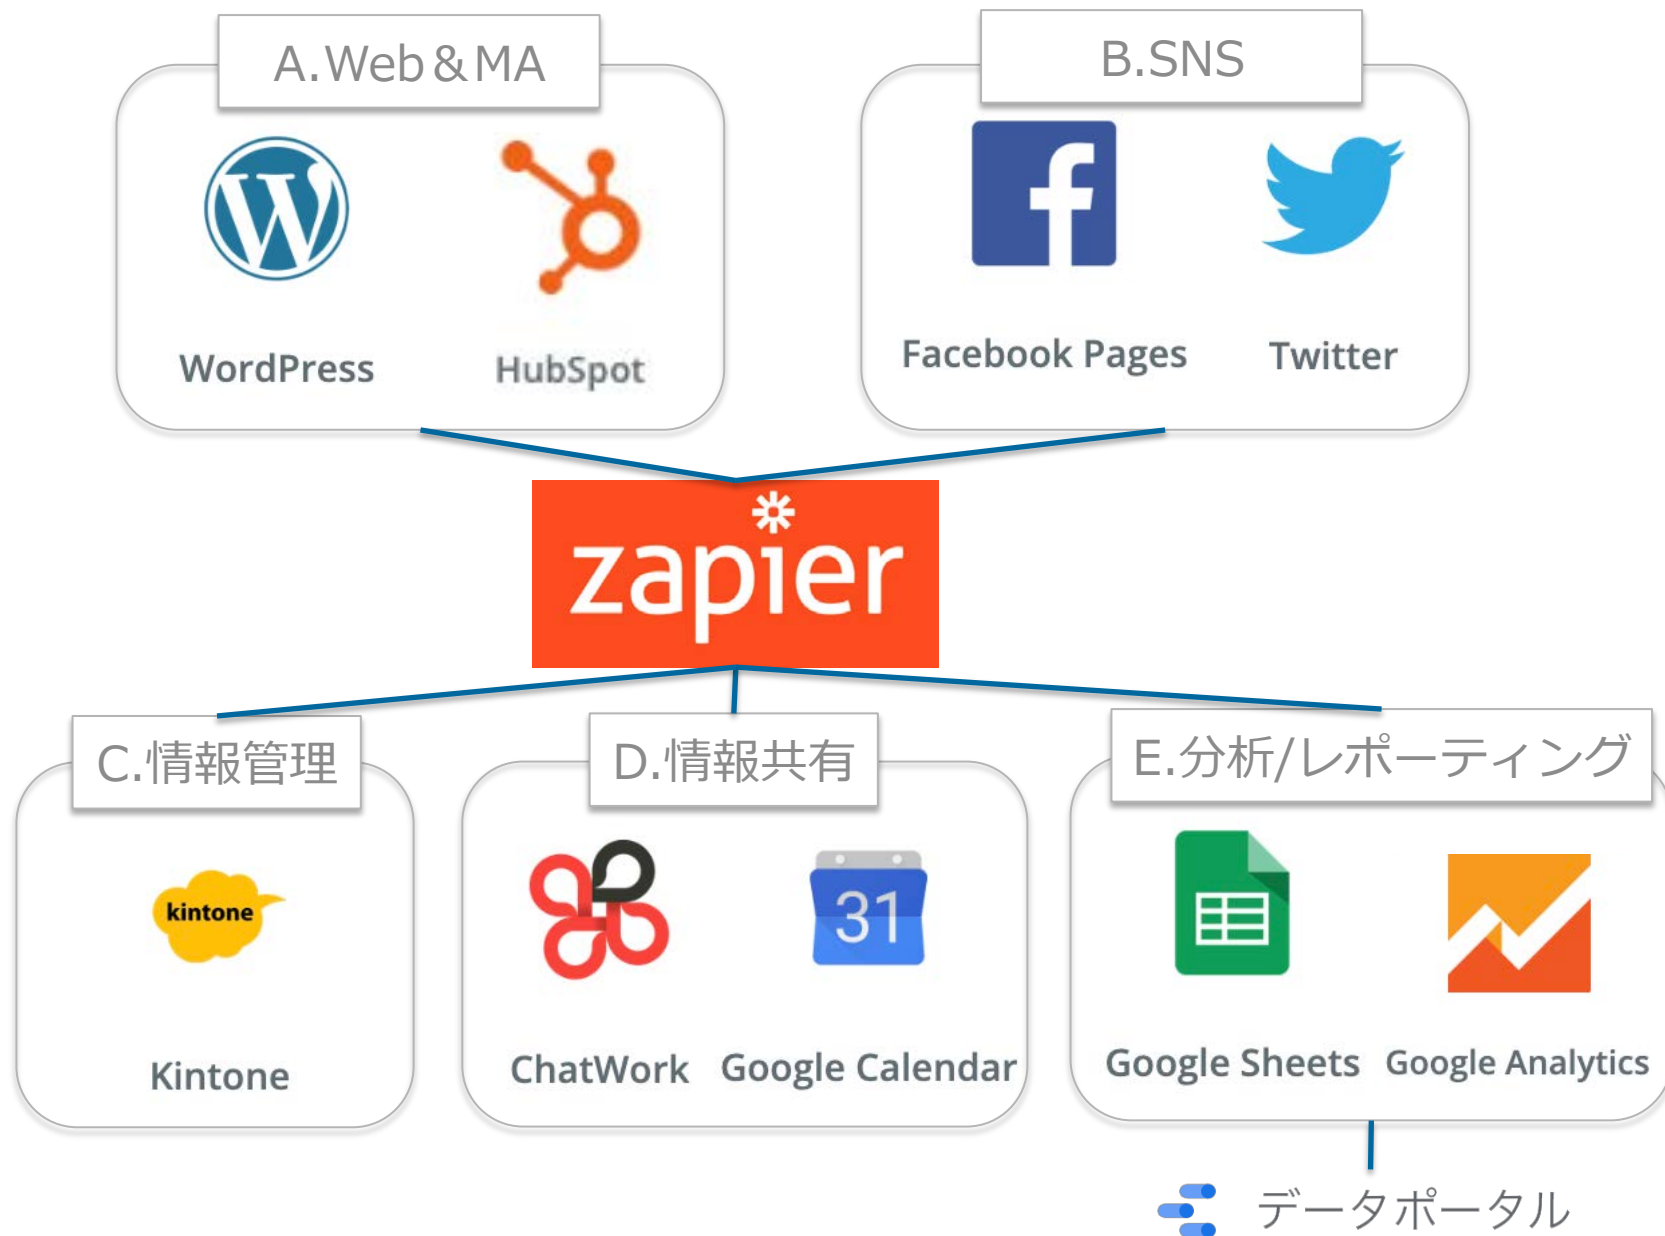 A.Web&MA
B.SNS
WordPress
HubSpot
Facebook Pages
Twitter
zapier
C.情報管理
D.情報共有
E.分析/レポーティング
kintone
31
Kintone
ChatWork
Google Calendar
Google Sheets
Google Analytics
データポータル